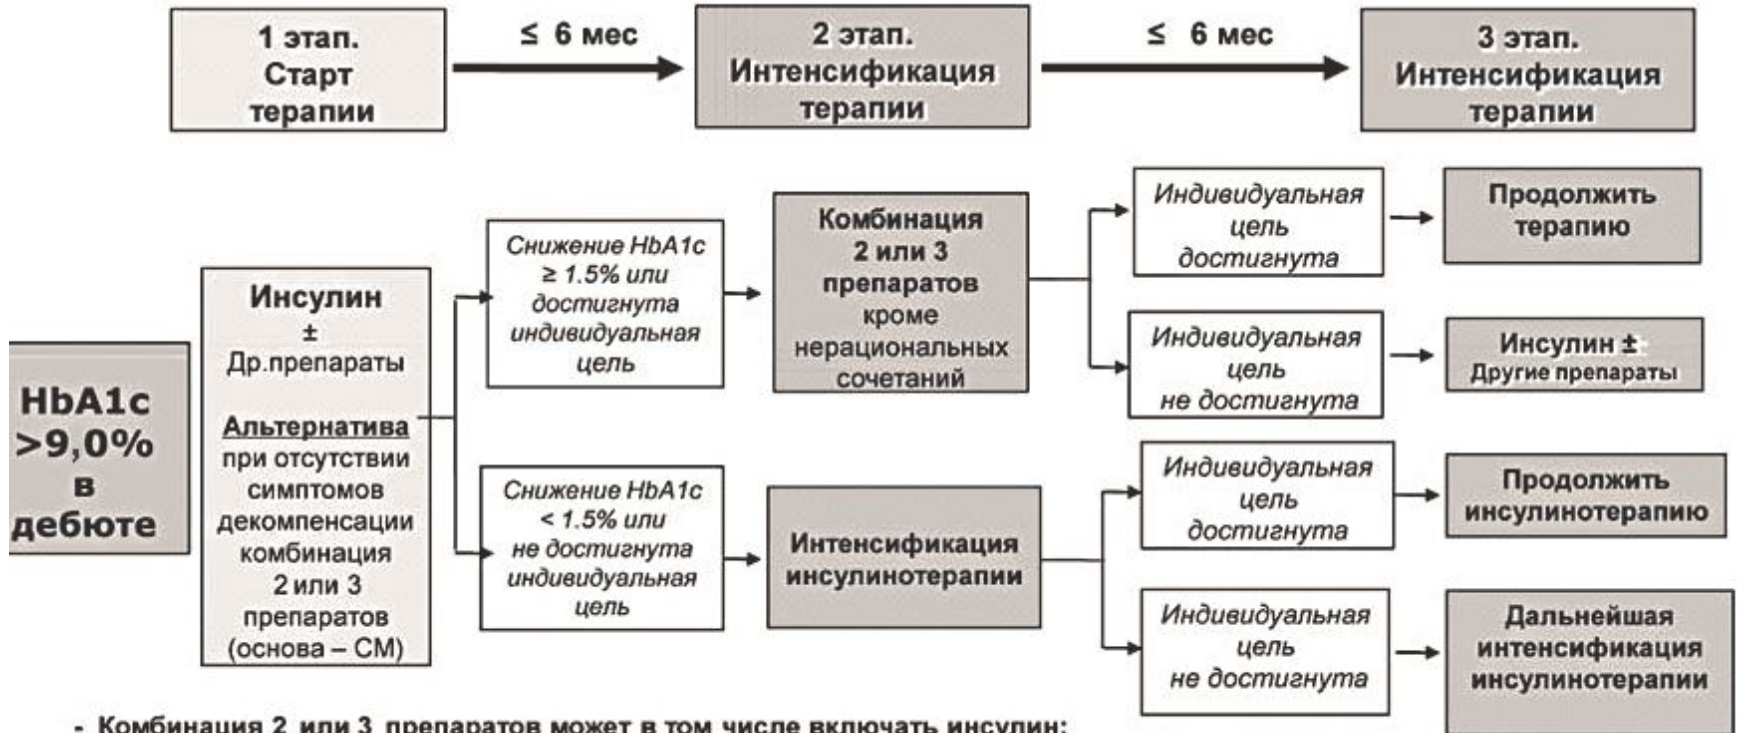 1 этап.
Старт
терапии
≤ 6 мес
2 этап.
Интенсификация
терапии
≤ 6 мес
3 этап.
Интенсификация
терапии
HbA1c
>9,0%
в
дебюте
Инсулин
±
Др.препараты
Альтернатива
при отсутствии
симптомов
декомпенсации
комбинация
2 или 3
препаратов
(основа – СМ)
Снижение HbA1c
≥ 1.5% или
достигнута
индивидуальная
цель
Комбинация
2 или 3
препаратов
кроме
нерациональных
сочетаний
Индивидуальная
цель
достигнута
Продолжить
терапию
Индивидуальная
цель
не достигнута
Инсулин ±
Другие препараты
Снижение HbA1c
< 1.5% или
не достигнута
индивидуальная
цель
Интенсификация
инсулинотерапии
Индивидуальная
цель
достигнута
Продолжить
инсулинотерапию
Индивидуальная
цель
не достигнута
Дальнейшая
интенсификация
инсулинотерапии
- Комбинация 2 или 3 препаратов может в том числе включать инсулин;